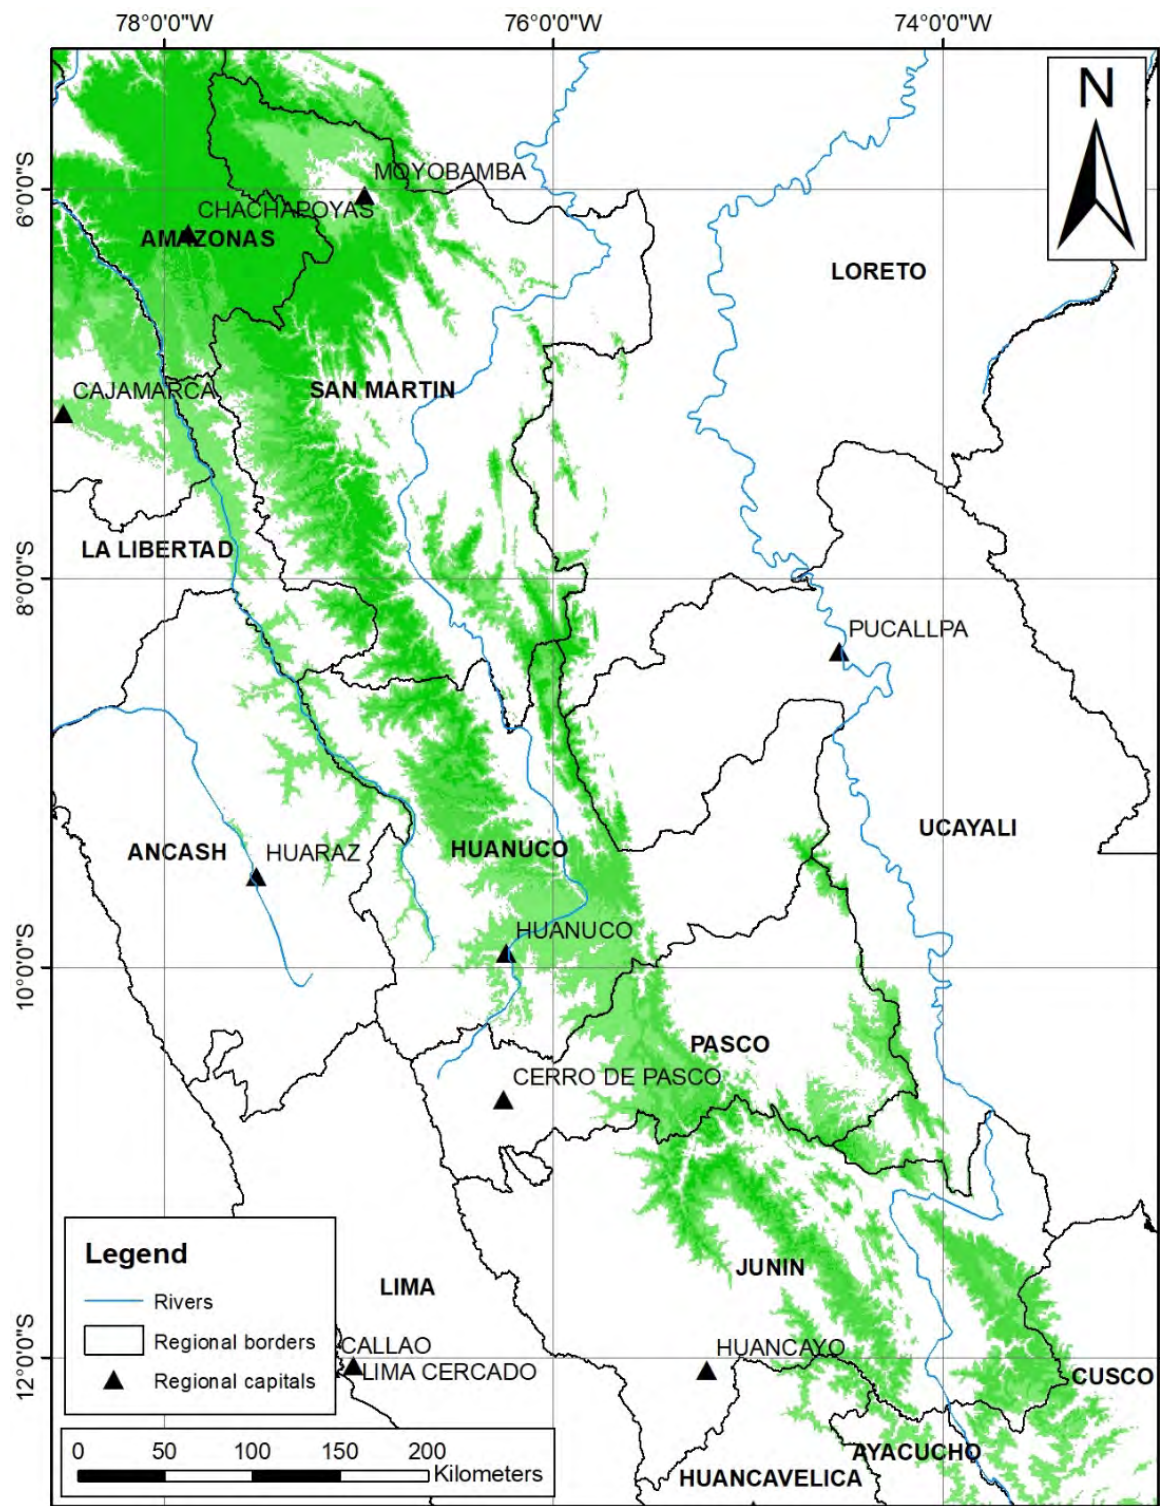 78°0'0"W 76°0'0"W 74°0'0"W
N
6°0'0"S
MOYOBAMBA
CHACHAPOYAS
AMAZONAS
LORETO
CAJAMARCA
SAN MARTIN
LA LIBERTAD
8°0'0"S
PUCALLPA
ANCASH
HUARAZ
HUANUCO
UCAYALI
HUANUCO
10°0'0"S
PASCO
CERRO DE PASCO
Legend
Rivers
Regional borders
Regional capitals
LIMA
JUNIN
CALLAO
LIMA CERCADO
HUANCAYO
12°0'0"S
CUSCO
AYACUCHO
HUANCAVELICA
0 50 100 150 200
Kilometers